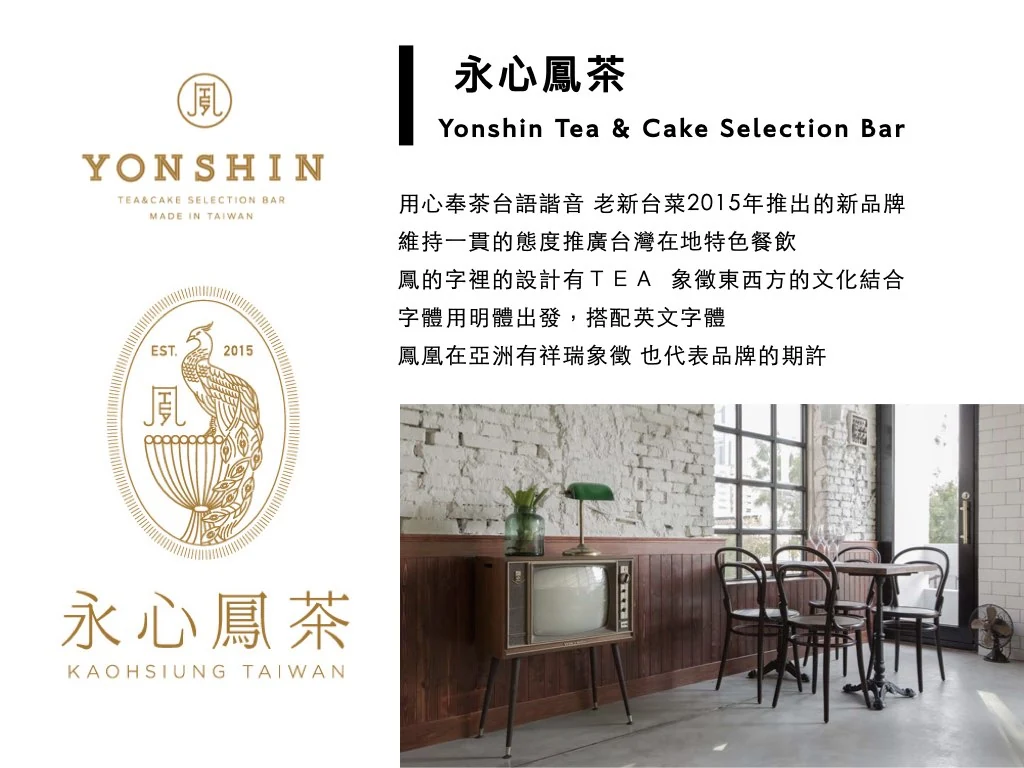 鳳
YONSHIN
TEA&CAKE SELECTION BAR
MADE IN TAIWAN
EST. 2015
鳳
永心鳳茶
KAOHSIUNG TAIWAN
永心鳳茶
Yonshin Tea & Cake Selection Bar
用心奉茶台語諧音 老新台菜2015年推出的新品牌
維持一貫的態度推廣台灣在地特色餐飲
鳳的字裡的設計有ＴＥＡ 象徵東西方的文化結合
字體用明體出發，搭配英文字體
鳳凰在亞洲有祥瑞象徵 也代表品牌的期許